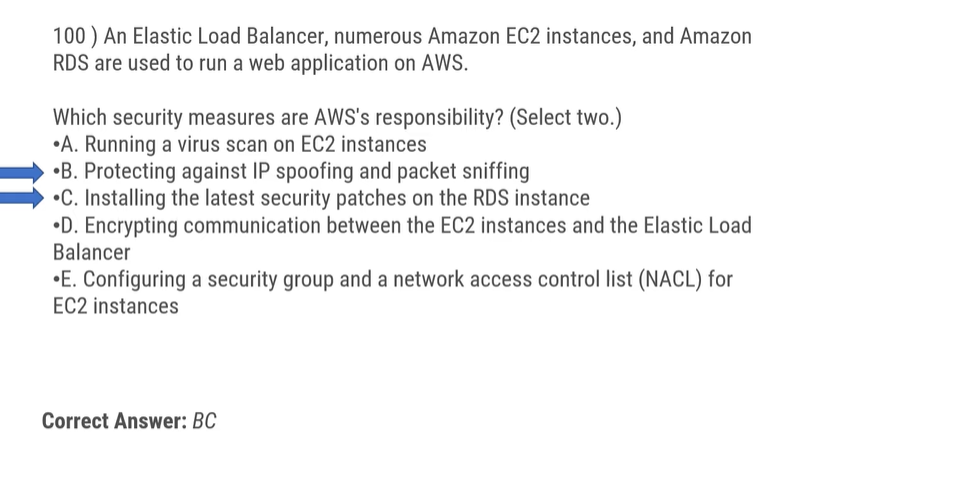 100 ) An Elastic Load Balancer, numerous Amazon EC2 instances, and Amazon
RDS are used to run a web application on AWS.
Which security measures are AWS's responsibility? (Select two.)
•A. Running a virus scan on EC2 instances
•B. Protecting against IP spoofing and packet sniffing
•C. Installing the latest security patches on the RDS instance
•D. Encrypting communication between the EC2 instances and the Elastic Load
Balancer
•E. Configuring a security group and a network access control list (NACL) for
EC2 instances
Correct Answer: BC